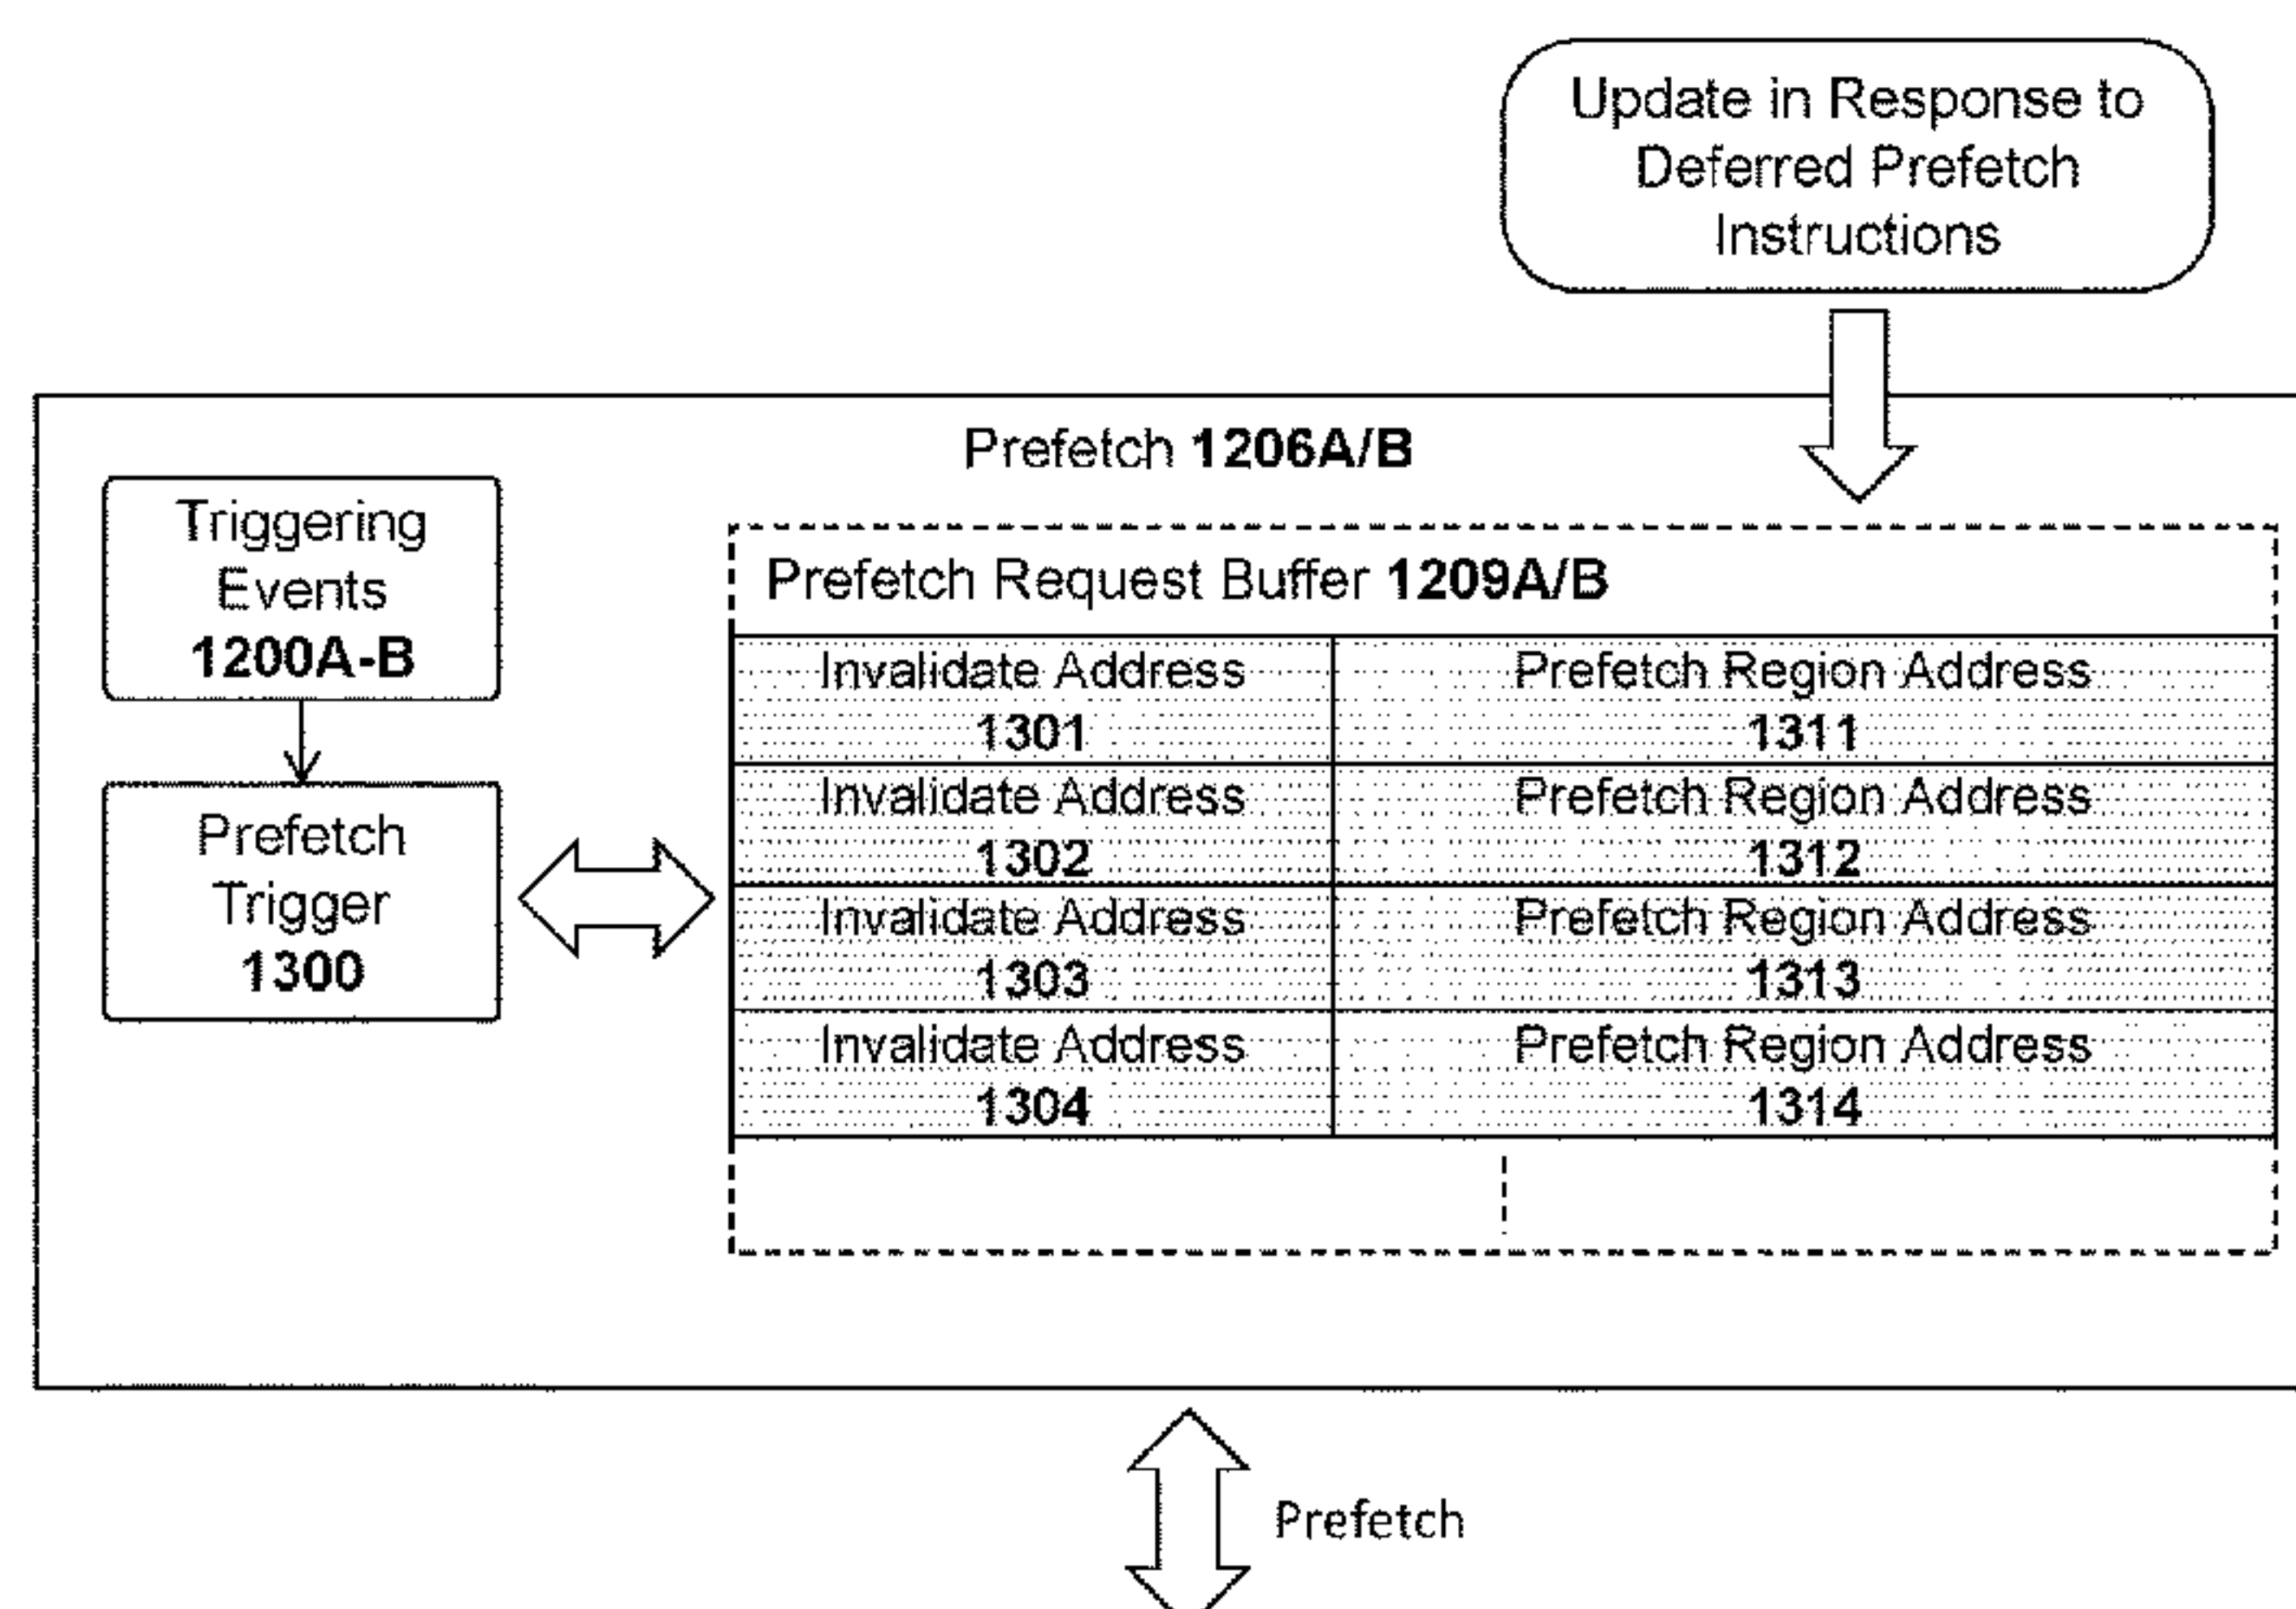 Update in Response to
Deferred Prefetch
Instructions
Prefetch 1206A/B
Triggering
Events
1200A-B
Prefetch
Trigger
1300
Prefetch Request Buffer 1209A/B
Invalidate Address
1301
Prefetch Region Address
1311
Invalidate Address
1302
Prefetch Region Address
1312
Invalidate Address
1303
Prefetch Region Address
1313
Invalidate Address
1304
Prefetch Region Address
1314
Prefetch